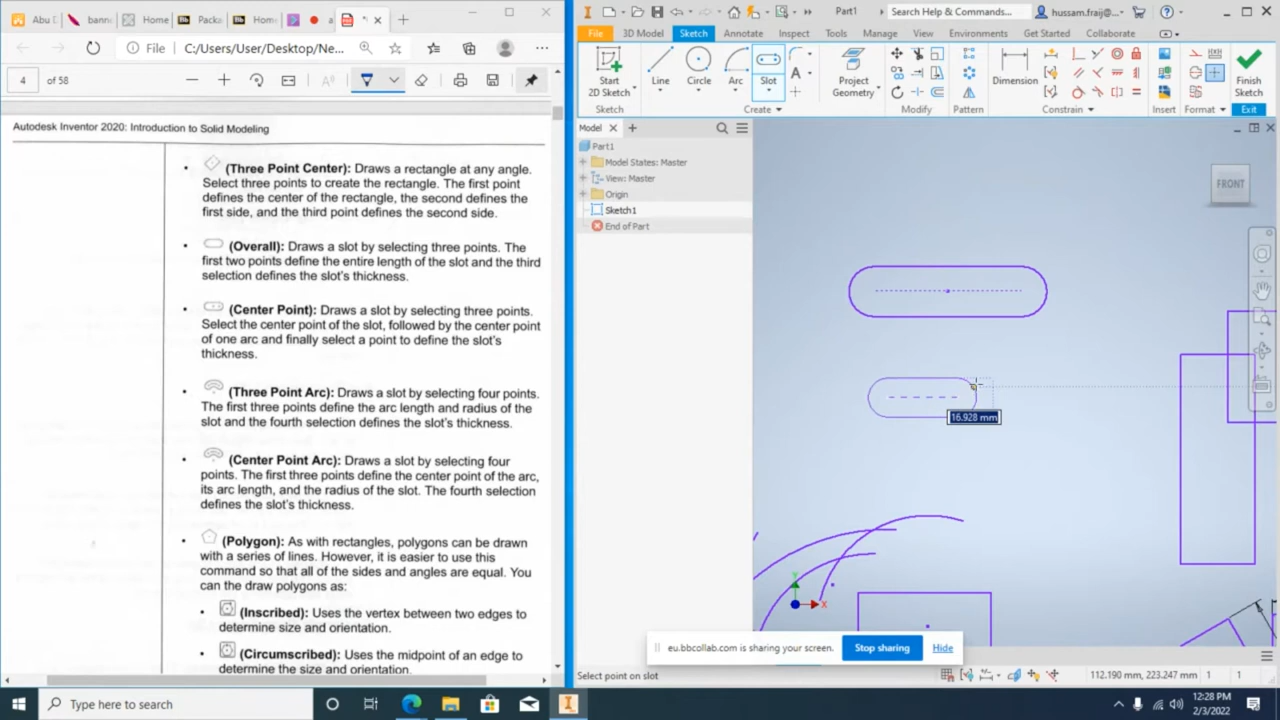 Abu E
bann
Home
Packa
Home
a
File
C:/Users/User/Desktop/Ne...
4 of 58
Autodesk Inventor 2020: Introduction to Solid Modeling
• (Three Point Center): Draws a rectangle at any angle.
Select three points to create the rectangle. The first point
defines the center of the rectangle, the second defines the
first side, and the third point defines the second side.
• (Overall): Draws a slot by selecting three points. The
first two points define the entire length of the slot and the third
selection defines the slot's thickness.
• (Center Point): Draws a slot by selecting three points.
Select the center point of the slot, followed by the center point
of one arc and finally select a point to define the slot's
thickness.
• (Three Point Arc): Draws a slot by selecting four points.
The first three points define the arc length and radius of the
slot and the fourth selection defines the slot's thickness.
• (Center Point Arc): Draws a slot by selecting four
points. The first three points define the center point of the arc,
its arc length, and the radius of the slot. The fourth selection
defines the slot's thickness.
• (Polygon): As with rectangles, polygons can be drawn
with a series of lines. However, it is easier to use this
command so that all of the sides and angles are equal. You
can the draw polygons as:
• (Inscribed): Uses the vertex between two edges to
determine size and orientation.
• (Circumscribed): Uses the midpoint of an edge to
determine the size and orientation.
Part1
Search Help & Commands...
hussam.fraij@...
File 3D Model Sketch Annotate Inspect Tools Manage View Environments Get Started Collaborate
Start
2D Sketch
Line
Circle
Arc
Slot
Project
Geometry
Dimension
Finish
Sketch
Sketch
Create
Modify
Pattern
Constrain
Insert
Format
Exit
Model
Part1
Model States: Master
View: Master
Origin
Sketch1
End of Part
FRONT
16.928 mm
Y
X
eu.bbcollab.com is sharing your screen.
Stop sharing
Hide
Select point on slot
112.190 mm, 223.247 mm
1
1
Type here to search
12:28 PM
2/3/2022